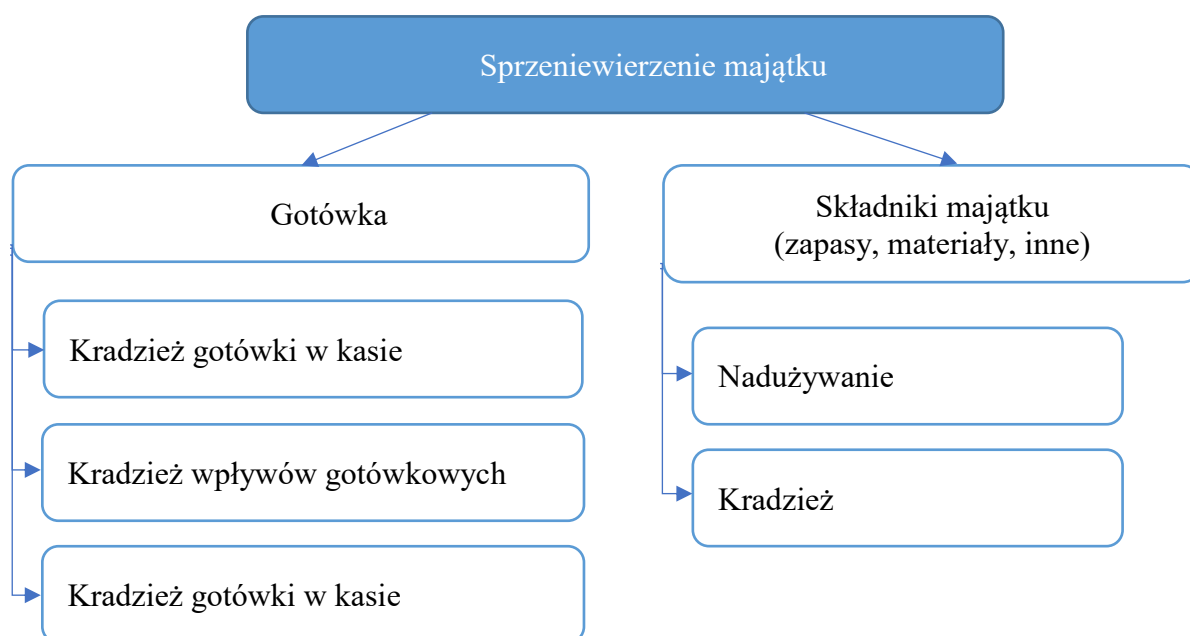 Sprzeniewierzenie majątku
Gotówka
Kradzież gotówki w kasie
Kradzież wpływów gotówkowych
Kradzież gotówki w kasie
Składniki majątku
(zapasy, materiały, inne)
Nadużywanie
Kradzież